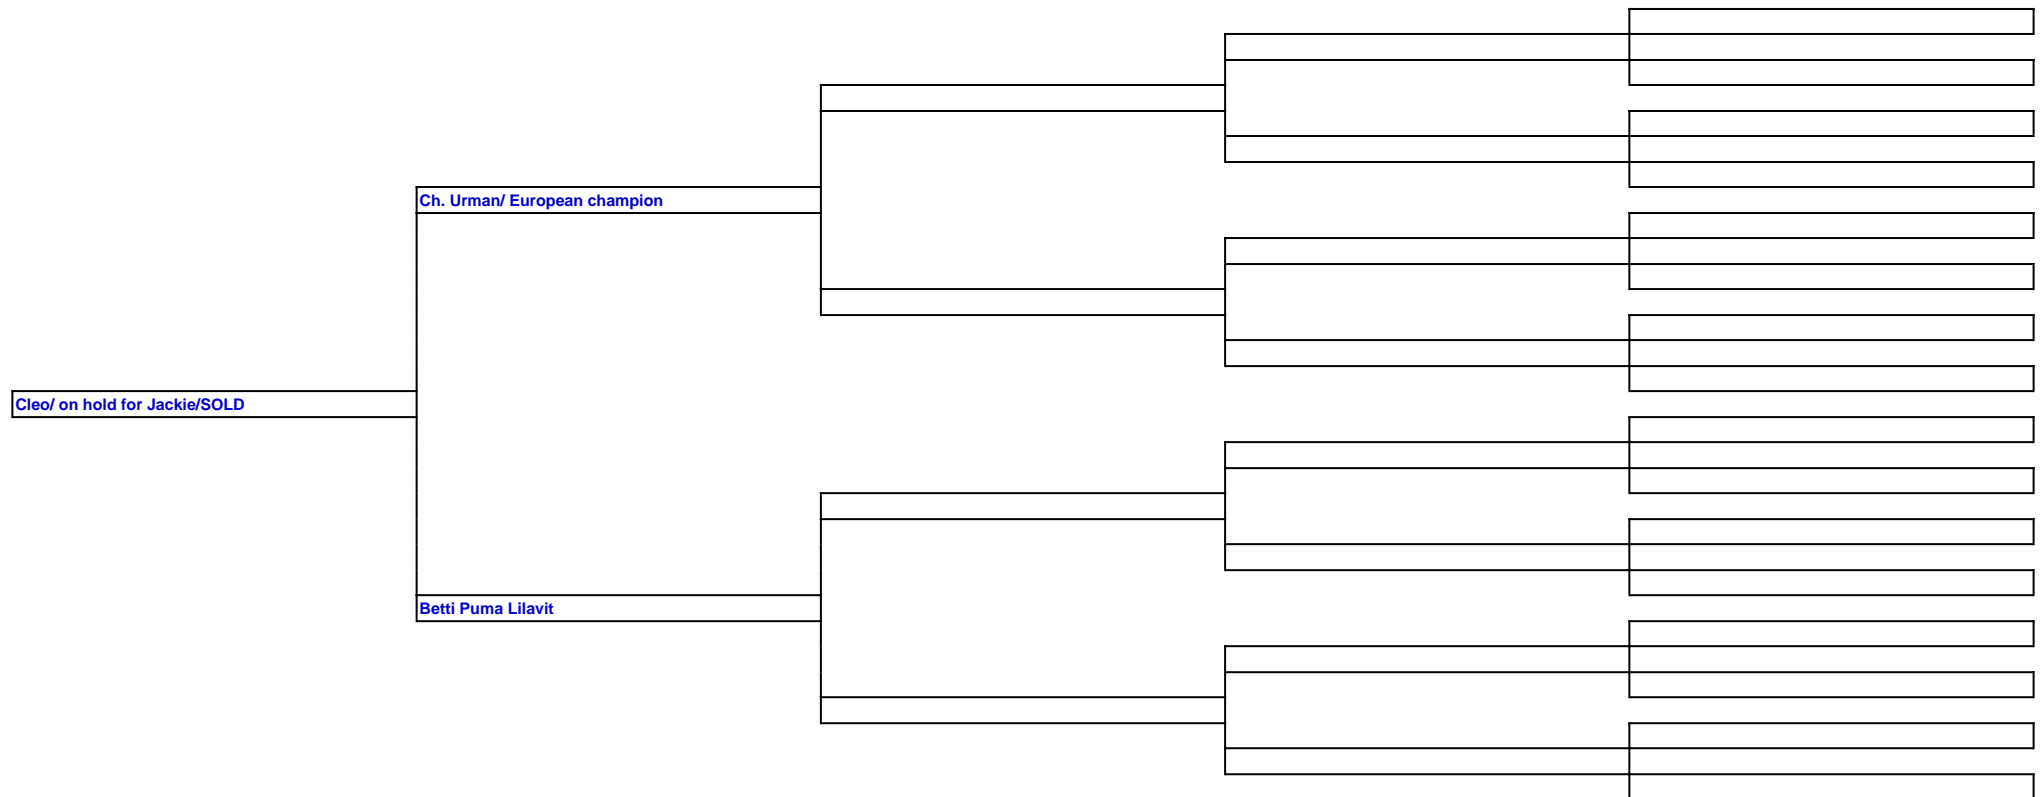 Ch. Urman/ European champion
Cleo/ on hold for Jackie/SOLD
Betti Puma Lilavit